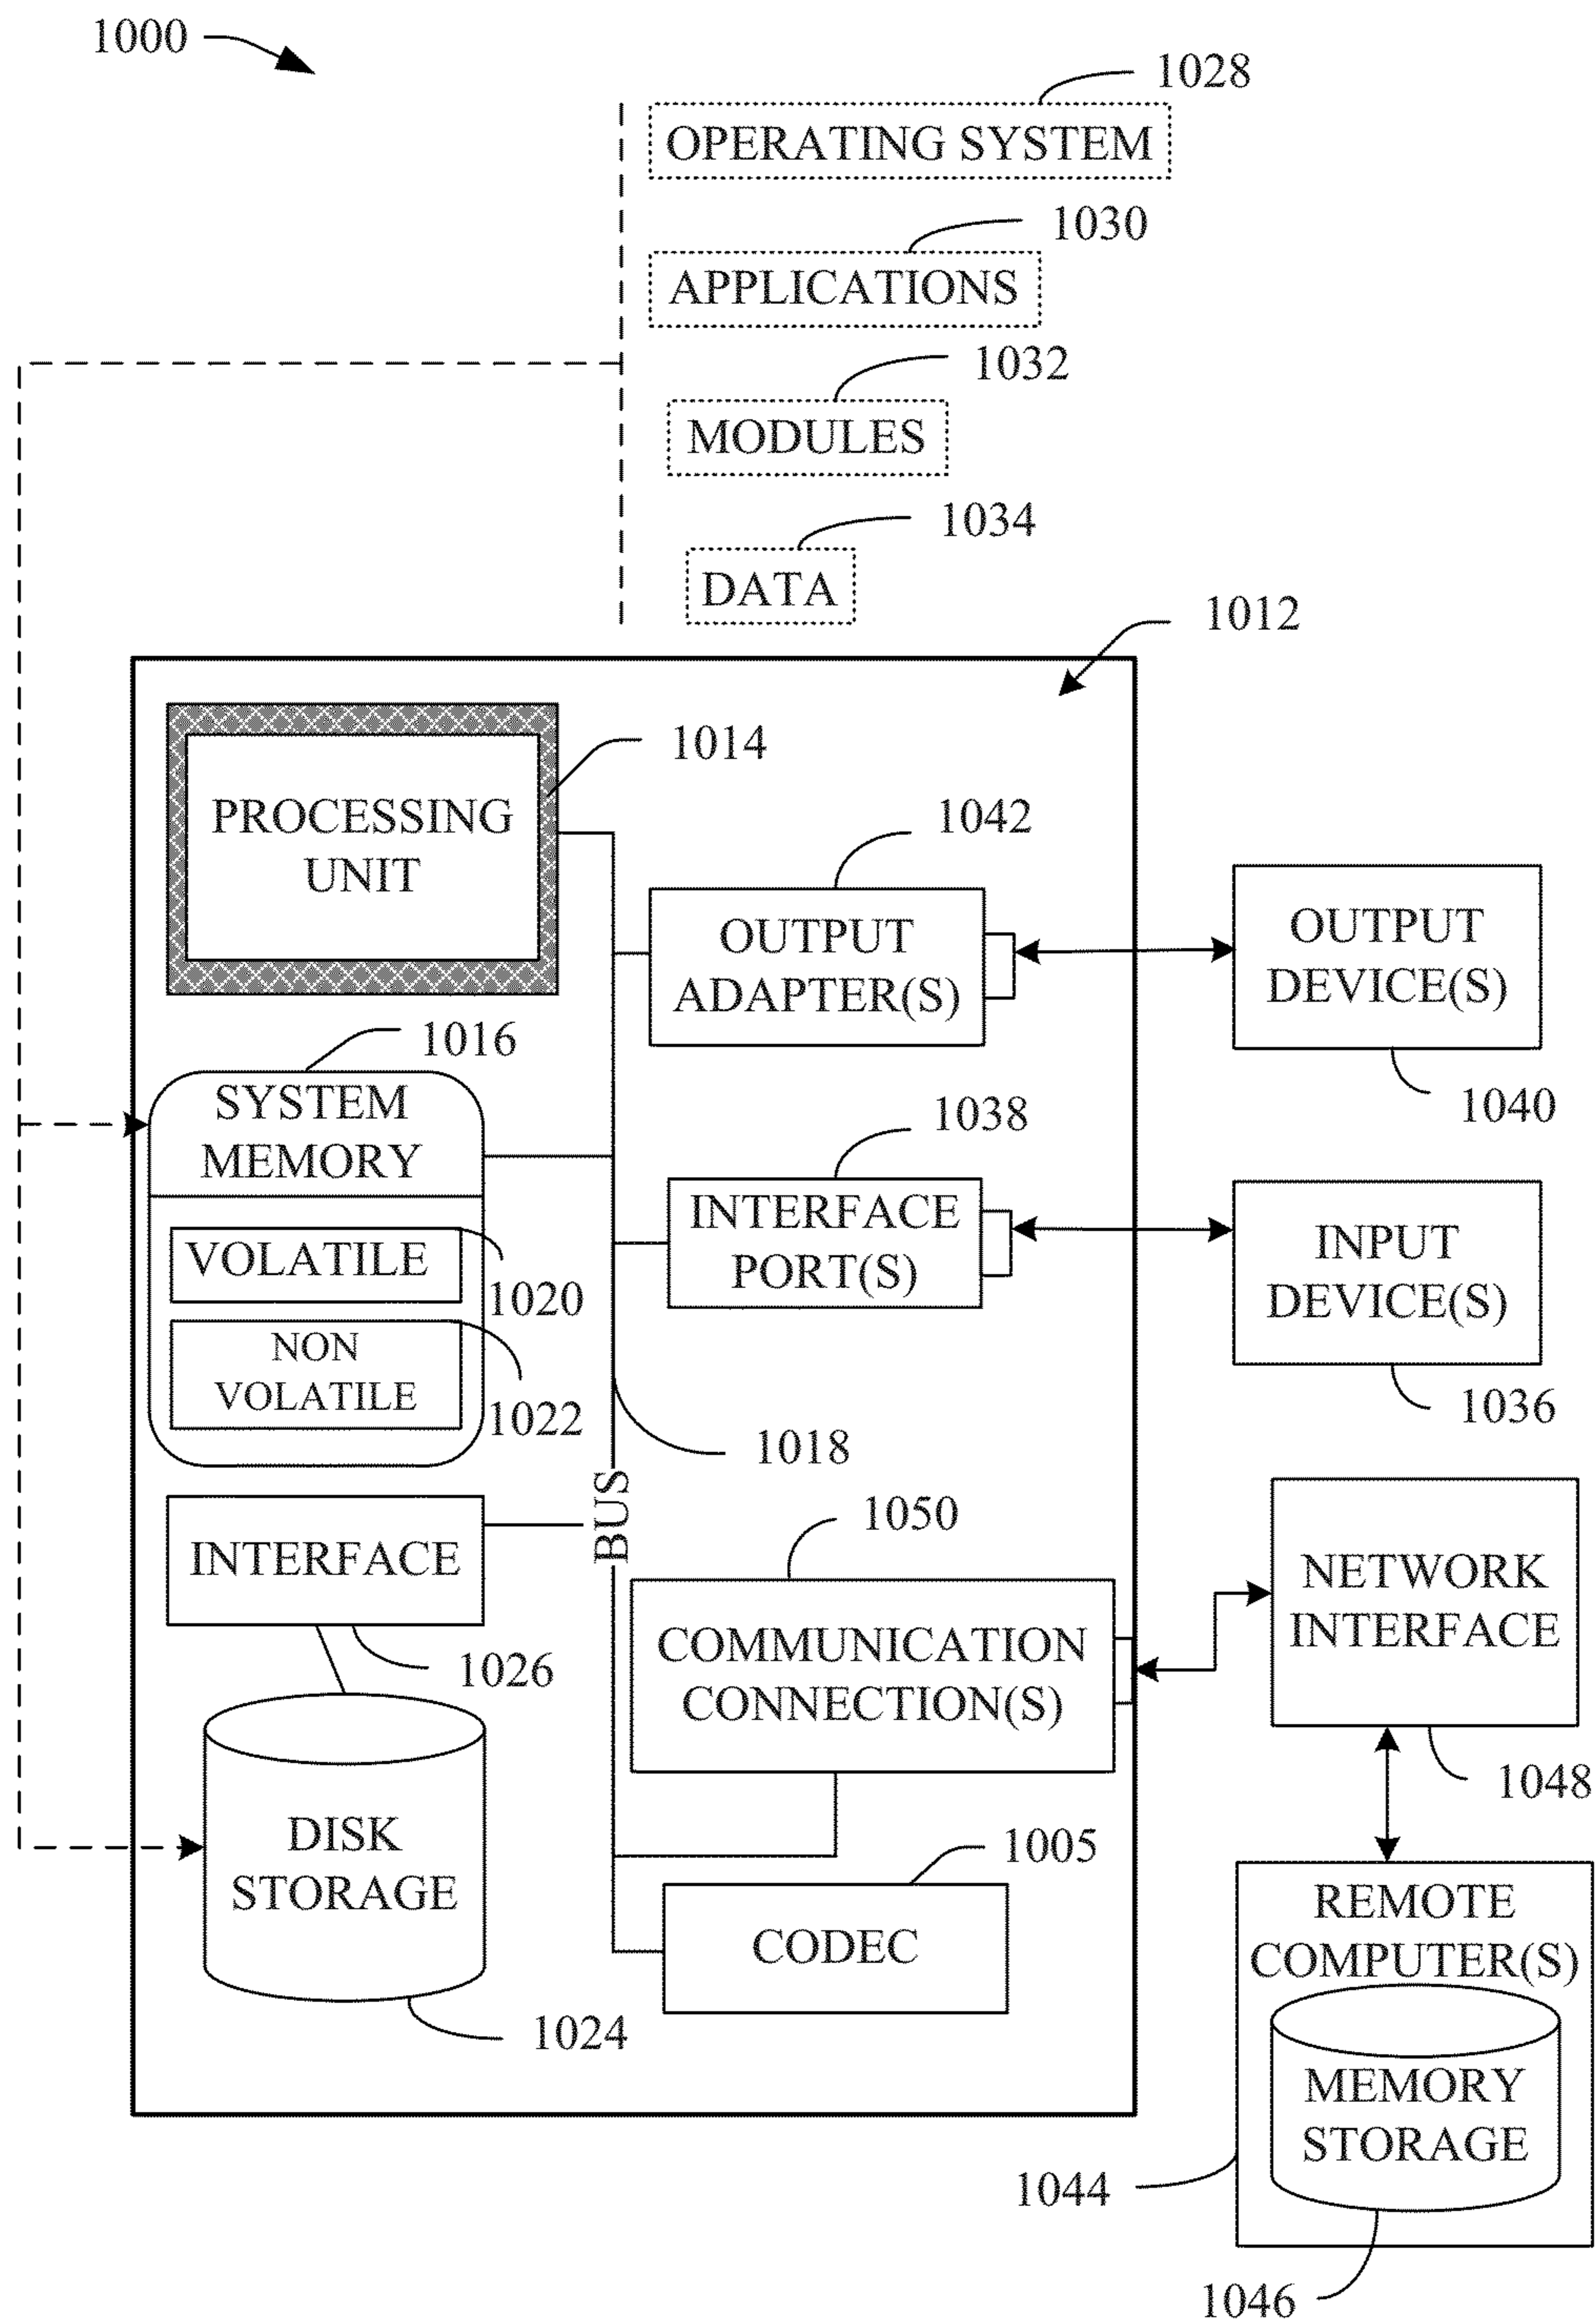 1000
1028
OPERATING SYSTEM
1030
APPLICATIONS
1032
MODULES
1034
DATA
1012
1014
PROCESSING
UNIT
1042
OUTPUT
ADAPTER(S)
OUTPUT
DEVICE(S)
1040
1016
SYSTEM
MEMORY
VOLATILE
1020
NON
VOLATILE
1022
1038
INTERFACE
PORT(S)
INPUT
DEVICE(S)
1036
1018
BUS
INTERFACE
1026
1050
COMMUNICATION
CONNECTION(S)
NETWORK
INTERFACE
1048
DISK
STORAGE
1024
1005
CODEC
REMOTE
COMPUTER(S)
MEMORY
STORAGE
1044
1046